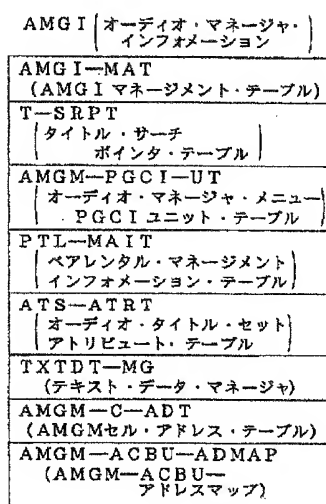 AMGI(オーディオ・マネージャ・
インフォメーション)
AMGI—MAT
(AMGIマネージメント・テーブル)
T—SRPT
(タイトル・サーチ
ポインタ・テーブル)
AMGM—PGCI—UT
(オーディオ・マネージャ・メニュー
・PGCIユニット・テーブル)
PTL—MAIT
(ペアレンタル・マネージメント
インフォメーション・テーブル)
ATS—ATRT
(オーディオ・タイトル・セット
アトリビュート・テーブル)
TXTDT—MG
(テキスト・データ・マネージャ)
AMGM—C—ADT
(AMGMセル・アドレス・テーブル)
AMGM—ACBU—ADMAP
(AMGM—ACBU—
アドレスマップ)